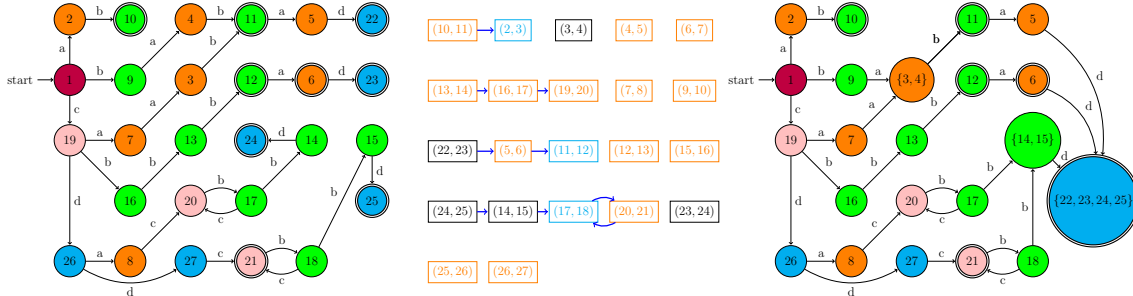 2 b 10 4 b 11 a 5 d 22
a a b
start 1 b 9 3 12 a 6 d 23
c a b
19 a 7 13 24 d 14 15
b b b d
d 16 20 b 17 c 25
c b
26 a 8 27 c 21 b 18 c
d
(10, 11) (2, 3) (3, 4) (4, 5) (6, 7)
(13, 14) (16, 17) (19, 20) (7, 8) (9, 10)
(22, 23) (5, 6) (11, 12) (12, 13) (15, 16)
(24, 25) (14, 15) (17, 18) (20, 21) (23, 24)
(25, 26) (26, 27)
2 b 10 11 a 5
a b
start 1 b 9 a {3, 4} 12 a 6 d
c a b d
19 a 7 13 {14, 15}
b b d
d 16 20 b 17 b c {22, 23, 24, 25}
c b
26 a 8 27 c 21 b 18 c
d